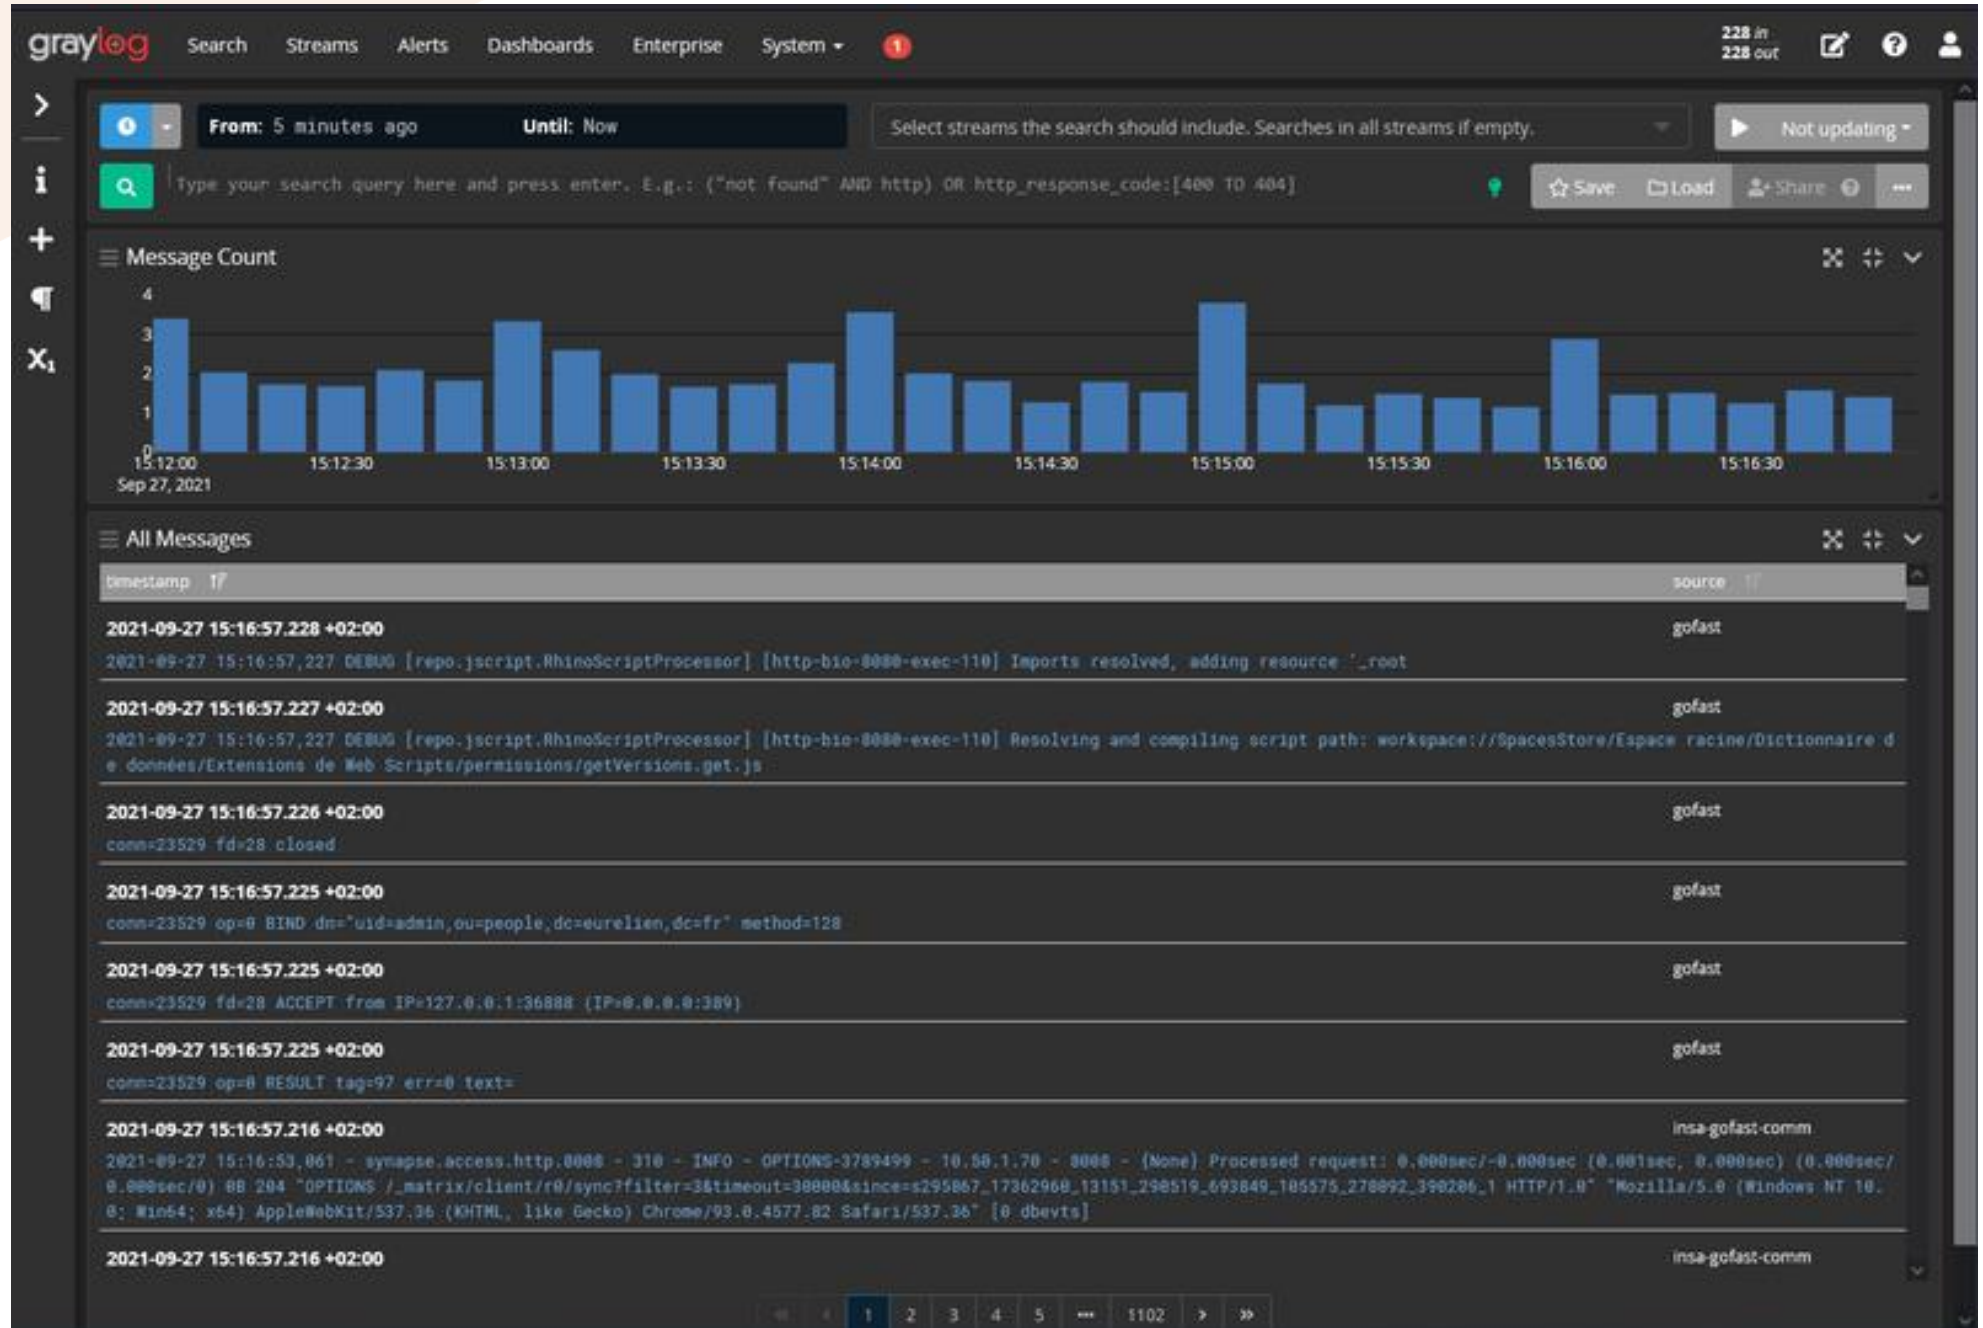 graylog Search Streams Alerts Dashboards Enterprise System 1 228 in
228 out
From: 5 minutes ago Until: Now Select streams the search should include. Searches in all streams if empty. Not updating
Type your search query here and press enter. E.g.: ("not found" AND http) OR http_response_code:[400 TO 404] Save Load Share ...
Message Count
4
3
2
1
0
15:12:00 15:12:30 15:13:00 15:13:30 15:14:00 15:14:30 15:15:00 15:15:30 15:16:00 15:16:30
Sep 27, 2021
All Messages
timestamp source
2021-09-27 15:16:57.228 +02:00 gofast
2021-09-27 15:16:57,227 DEBUG [repo.jscript.RhinoScriptProcessor] [http-bio-8080-exec-110] Imports resolved, adding resource '_root
2021-09-27 15:16:57.227 +02:00 gofast
2021-09-27 15:16:57,227 DEBUG [repo.jscript.RhinoScriptProcessor] [http-bio-8080-exec-110] Resolving and compiling script path: workspace://SpacesStore/Espace racine/Dictionnaire d
e données/Extensions de Web Scripts/permissions/getVersions.get.js
2021-09-27 15:16:57.226 +02:00 gofast
conn=23529 fd=28 closed
2021-09-27 15:16:57.225 +02:00 gofast
conn=23529 op=0 BIND dn="uid=admin,ou=people,dc=eurelien,dc=fr" method=128
2021-09-27 15:16:57.225 +02:00 gofast
conn=23529 fd=28 ACCEPT from IP=127.0.0.1:36888 (IP=0.0.0.0:389)
2021-09-27 15:16:57.225 +02:00 gofast
conn=23529 op=0 RESULT tag=97 err=0 text=
2021-09-27 15:16:57.216 +02:00 insa-gofast-comm
2021-09-27 15:16:53,061 - synapse.access.http.8008 - 310 - INFO - OPTIONS-3789499 - 10.50.1.70 - 8008 - {None} Processed request: 0.000sec/-0.000sec (0.001sec, 0.000sec) (0.000sec/
0.000sec/0) 0B 204 "OPTIONS /_matrix/client/r0/sync?filter=3&timeout=30000&since=s295867_17362960_13151_290519_693849_105575_278092_390206_1 HTTP/1.0" "Mozilla/5.0 (Windows NT 10.
0; Win64; x64) AppleWebKit/537.36 (KHTML, like Gecko) Chrome/93.0.4577.82 Safari/537.36" [0 dbevts]
2021-09-27 15:16:57.216 +02:00 insa-gofast-comm
1 2 3 4 5 ... 1102